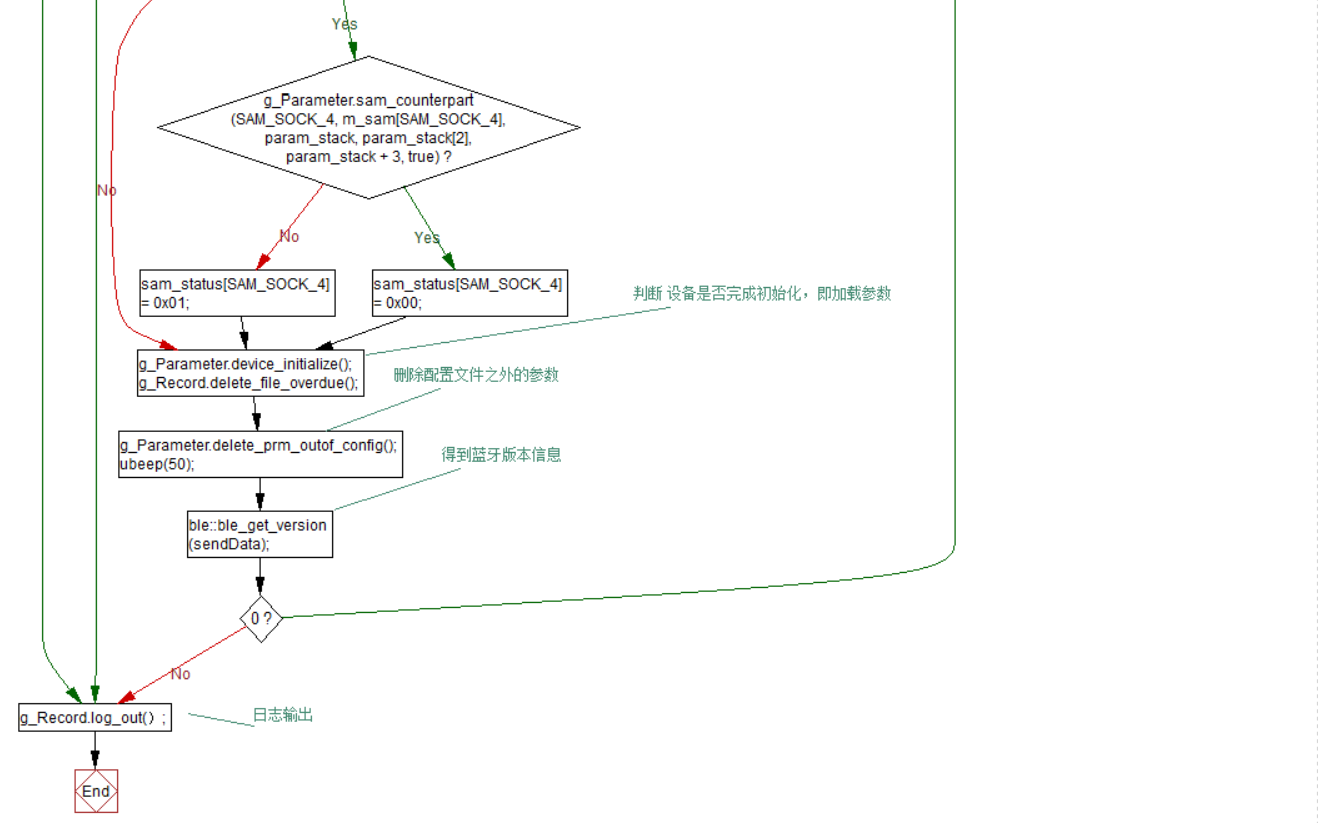 Yes
g_Parameter.sam_counterpart
(SAM_SOCK_4, m_sam[SAM_SOCK_4],
param_stack, param_stack[2],
param_stack + 3, true) ?
No
No
Yes
sam_status[SAM_SOCK_4]
= 0x01;
sam_status[SAM_SOCK_4]
= 0x00;
判断 设备是否完成初始化，即加载参数
g_Parameter.device_initialize();
g_Record.delete_file_overdue();
删除配置文件之外的参数
g_Parameter.delete_prm_outof_config();
ubeep(50);
得到蓝牙版本信息
ble::ble_get_version
(sendData);
0 ?
No
g_Record.log_out() ;
日志输出
End